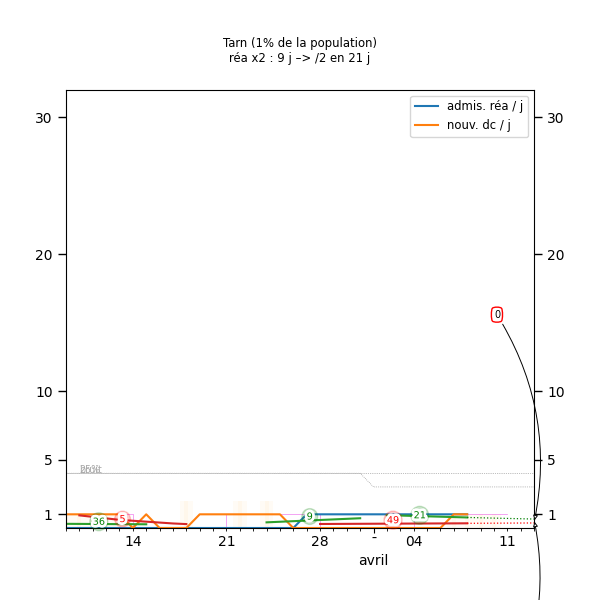 Tarn (1% de la population)
réa x2 : 9 j –> /2 en 21 j
admis. réa / j
nouv. dc / j
30 30
20 20
0
10 10
5 5
1 1
36 5 9 49 21
14 21 28 - 04 11
avril